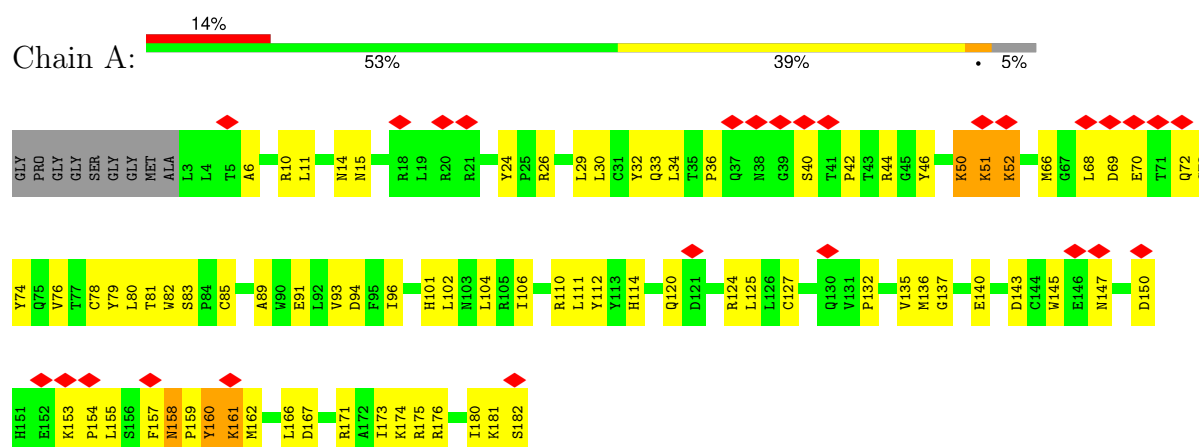 14%
Chain A:
53% 39% • 5%
GLY PRO GLY GLY SER GLY GLY MET ALA L3 L4 T5 A6 R10 L11 N14 N15 R18 L19 R20 R21 Y24 P25 R26 L29 L30 C31 Y32 Q33 L34 T35 P36 Q37 N38 G39 S40 T41 P42 T43 R44 G45 Y46 K50 K51 K52 M66 G67 L68 D69 E70 T71 Q72
Y74 Q75 V76 T77 C78 Y79 L80 T81 W82 S83 P84 C85 A89 W90 E91 L92 V93 D94 F95 I96 H101 L102 N103 L104 R105 I106 R110 L111 Y112 Y113 H114 Q120 D121 R124 L125 L126 C127 Q130 V131 P132 V135 M136 G137 E140 D143 C144 W145 E146 N147 D150
H151 E152 K153 P154 L155 S156 F157 N158 P159 Y160 K161 M162 L166 D167 R171 A172 I173 K174 R175 R176 I180 K181 S182